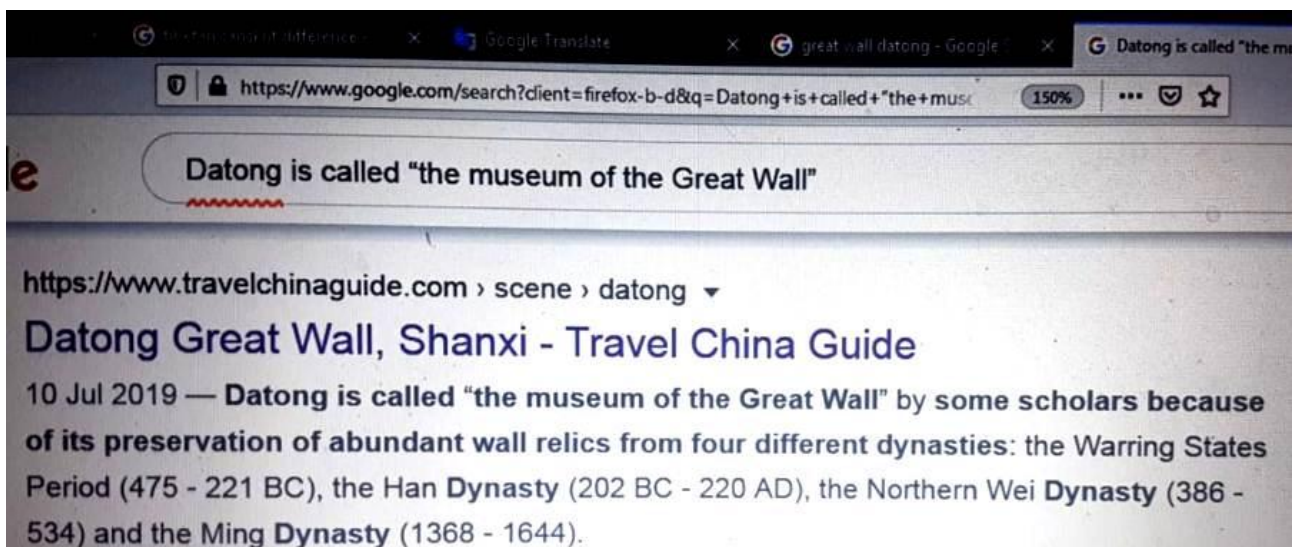 Google Translate
great wall datong - Google
Datong is called "the
https://www.google.com/search?client=firefox-b-d&q=Datong+is+called+"the+musc
150%
Datong is called “the museum of the Great Wall”
https://www.travelchinaguide.com › scene › datong
Datong Great Wall, Shanxi - Travel China Guide
10 Jul 2019 — Datong is called “the museum of the Great Wall” by some scholars because
of its preservation of abundant wall relics from four different dynasties: the Warring States
Period (475 - 221 BC), the Han Dynasty (202 BC - 220 AD), the Northern Wei Dynasty (386 -
534) and the Ming Dynasty (1368 - 1644).